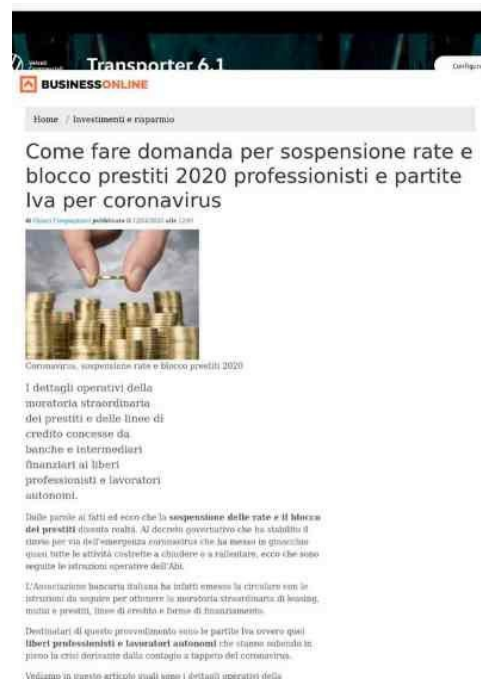 Transporter 6.1
BUSINESSONLINE
Home / Investimenti e risparmio
Come fare domanda per sospensione rate e
blocco prestiti 2020 professionisti e partite
Iva per coronavirus
pubblicato il alle
Coronavirus, sospensione rate e blocco prestiti 2020
I dettagli operativi della
moratoria straordinaria
dei prestiti e delle linee di
credito concesse da
banche e intermediari
finanziari ai liberi
professionisti e lavoratori
autonomi.
Dalle parole ai fatti ed ecco che la sospensione delle rate e il blocco
dei prestiti diventa realtà. Al decreto governativo che ha stabilito il
rinvio per via dell'emergenza coronavirus che ha messo in ginocchio
quasi tutte le attività costrette a chiudere o a rallentare, ecco che sono
seguite le istruzioni operative dell'Abi.
L'Associazione bancaria italiana ha infatti emesso la circolare con le
istruzioni da seguire per ottenere la moratoria straordinaria di leasing,
mutui e prestiti, linee di credito e forme di finanziamento.
Destinatari di questo provvedimento sono le partite Iva ovvero quei
liberi professionisti e lavoratori autonomi che stanno subendo in
pieno la crisi derivante dalla contagio a tappeto del coronavirus.
Vediamo in questo articolo quali sono i dettagli operativi della